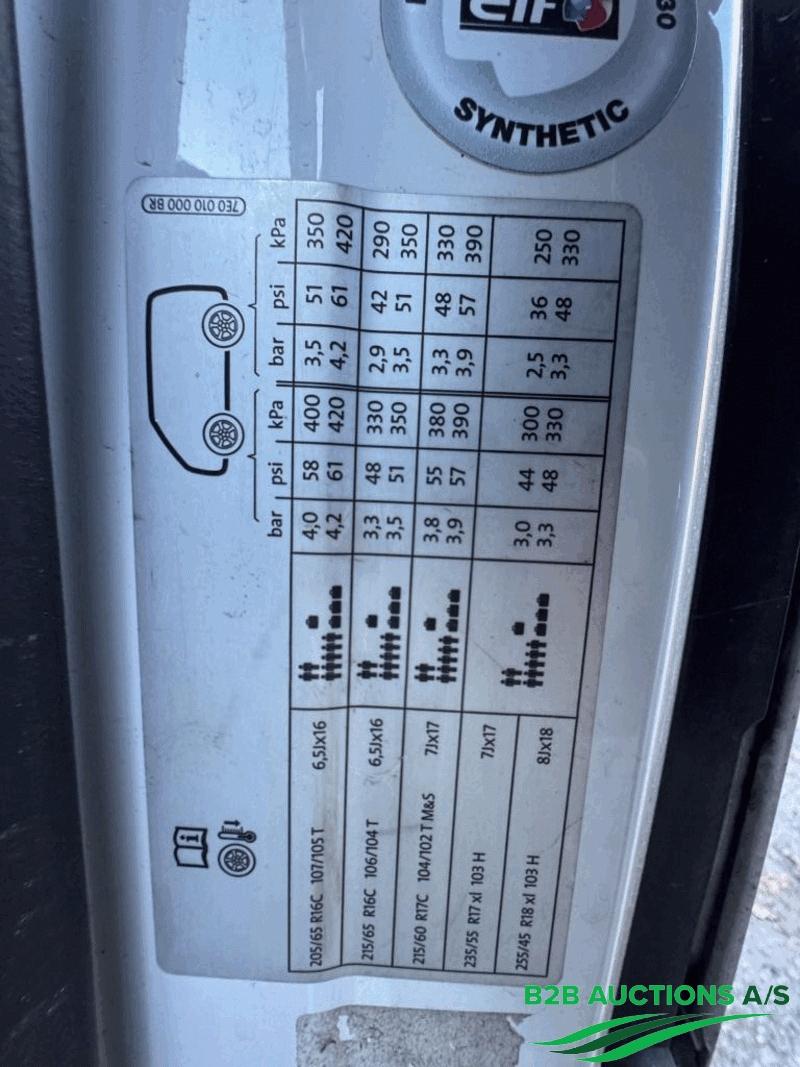 ELF
30
SYNTHETIC
7E0 010 000 BR
bar psi kPa bar psi kPa
205/65 R16C 107/105 T 6,5Jx16 4,0 58 400 3,5 51 350
4,2 61 420 4,2 61 420
215/65 R16C 106/104 T 6,5Jx16 3,3 48 330 2,9 42 290
3,5 51 350 3,5 51 350
215/60 R17C 104/102 T M&S 7Jx17 3,8 55 380 3,3 48 330
3,9 57 390 3,9 57 390
235/55 R17 xl 103 H 7Jx17 3,0 44 300 2,5 36 250
255/45 R18 xl 103 H 8Jx18 3,3 48 330 3,3 48 330
B2B AUCTIONS A/S